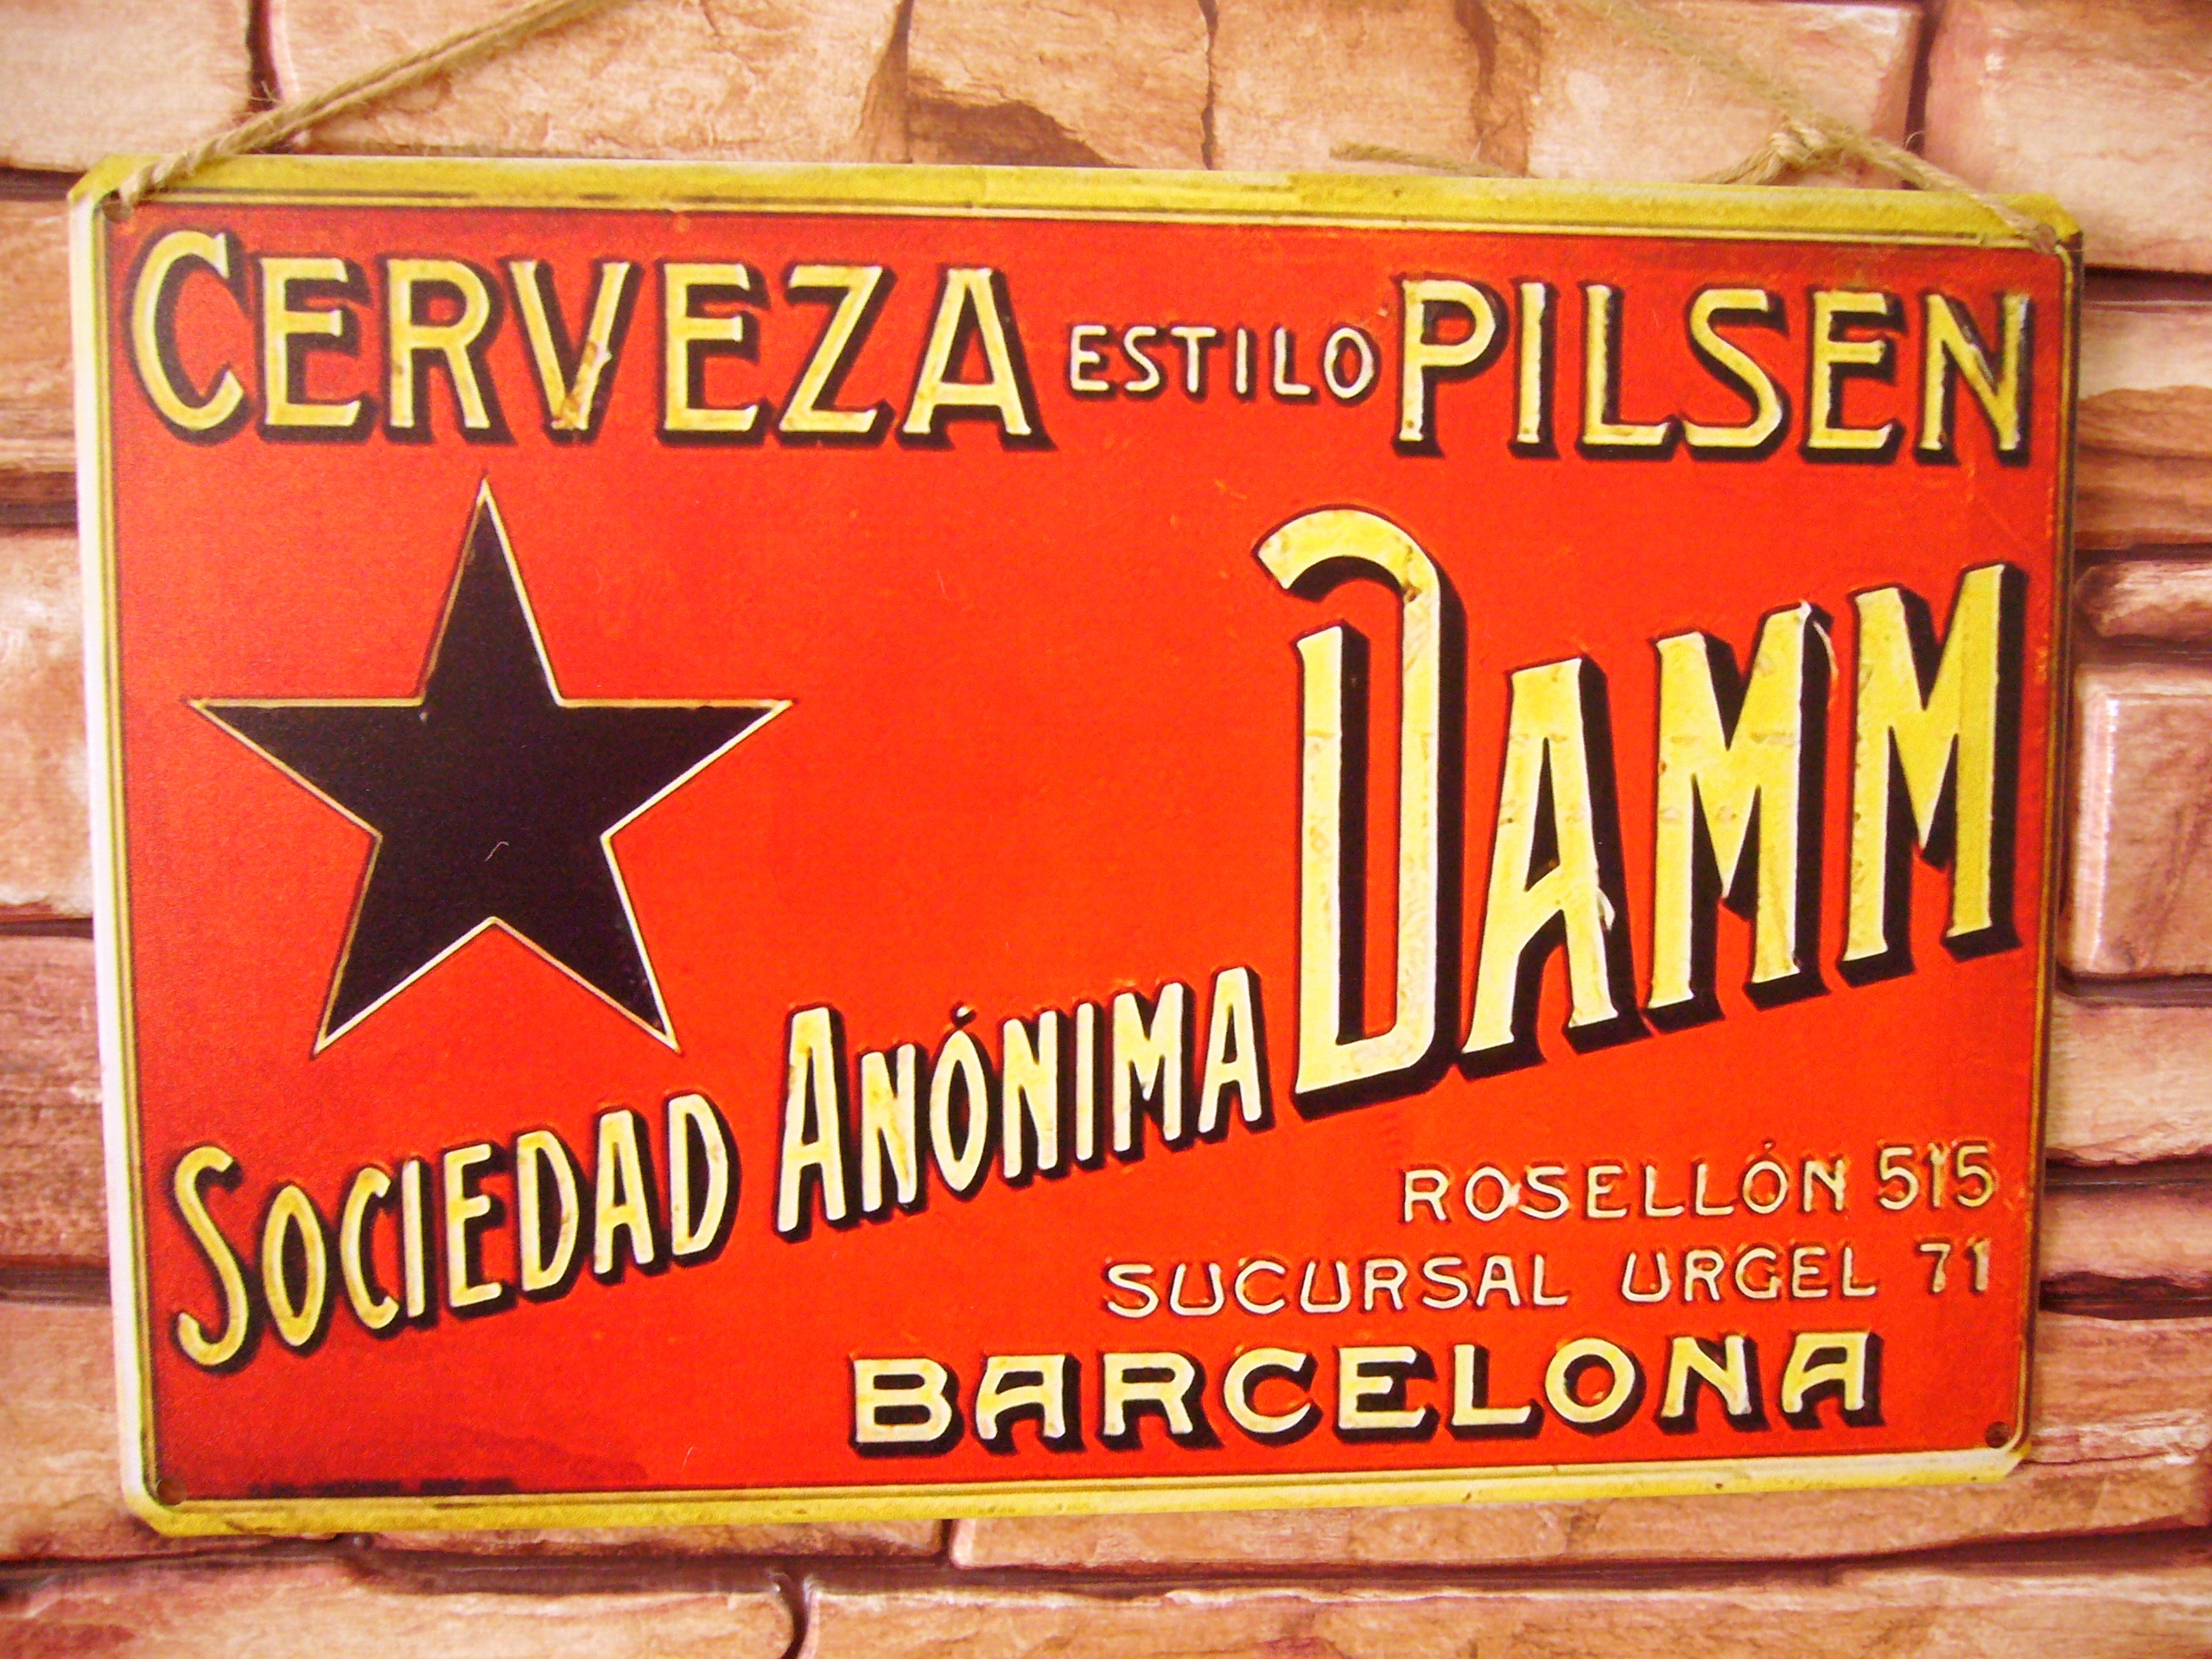 CERVEZA ESTILO PILSEN
SOCIEDAD ANÓNIMA DAMM
ROSELLÓN 515
SUCURSAL URGEL 71
BARCELONA